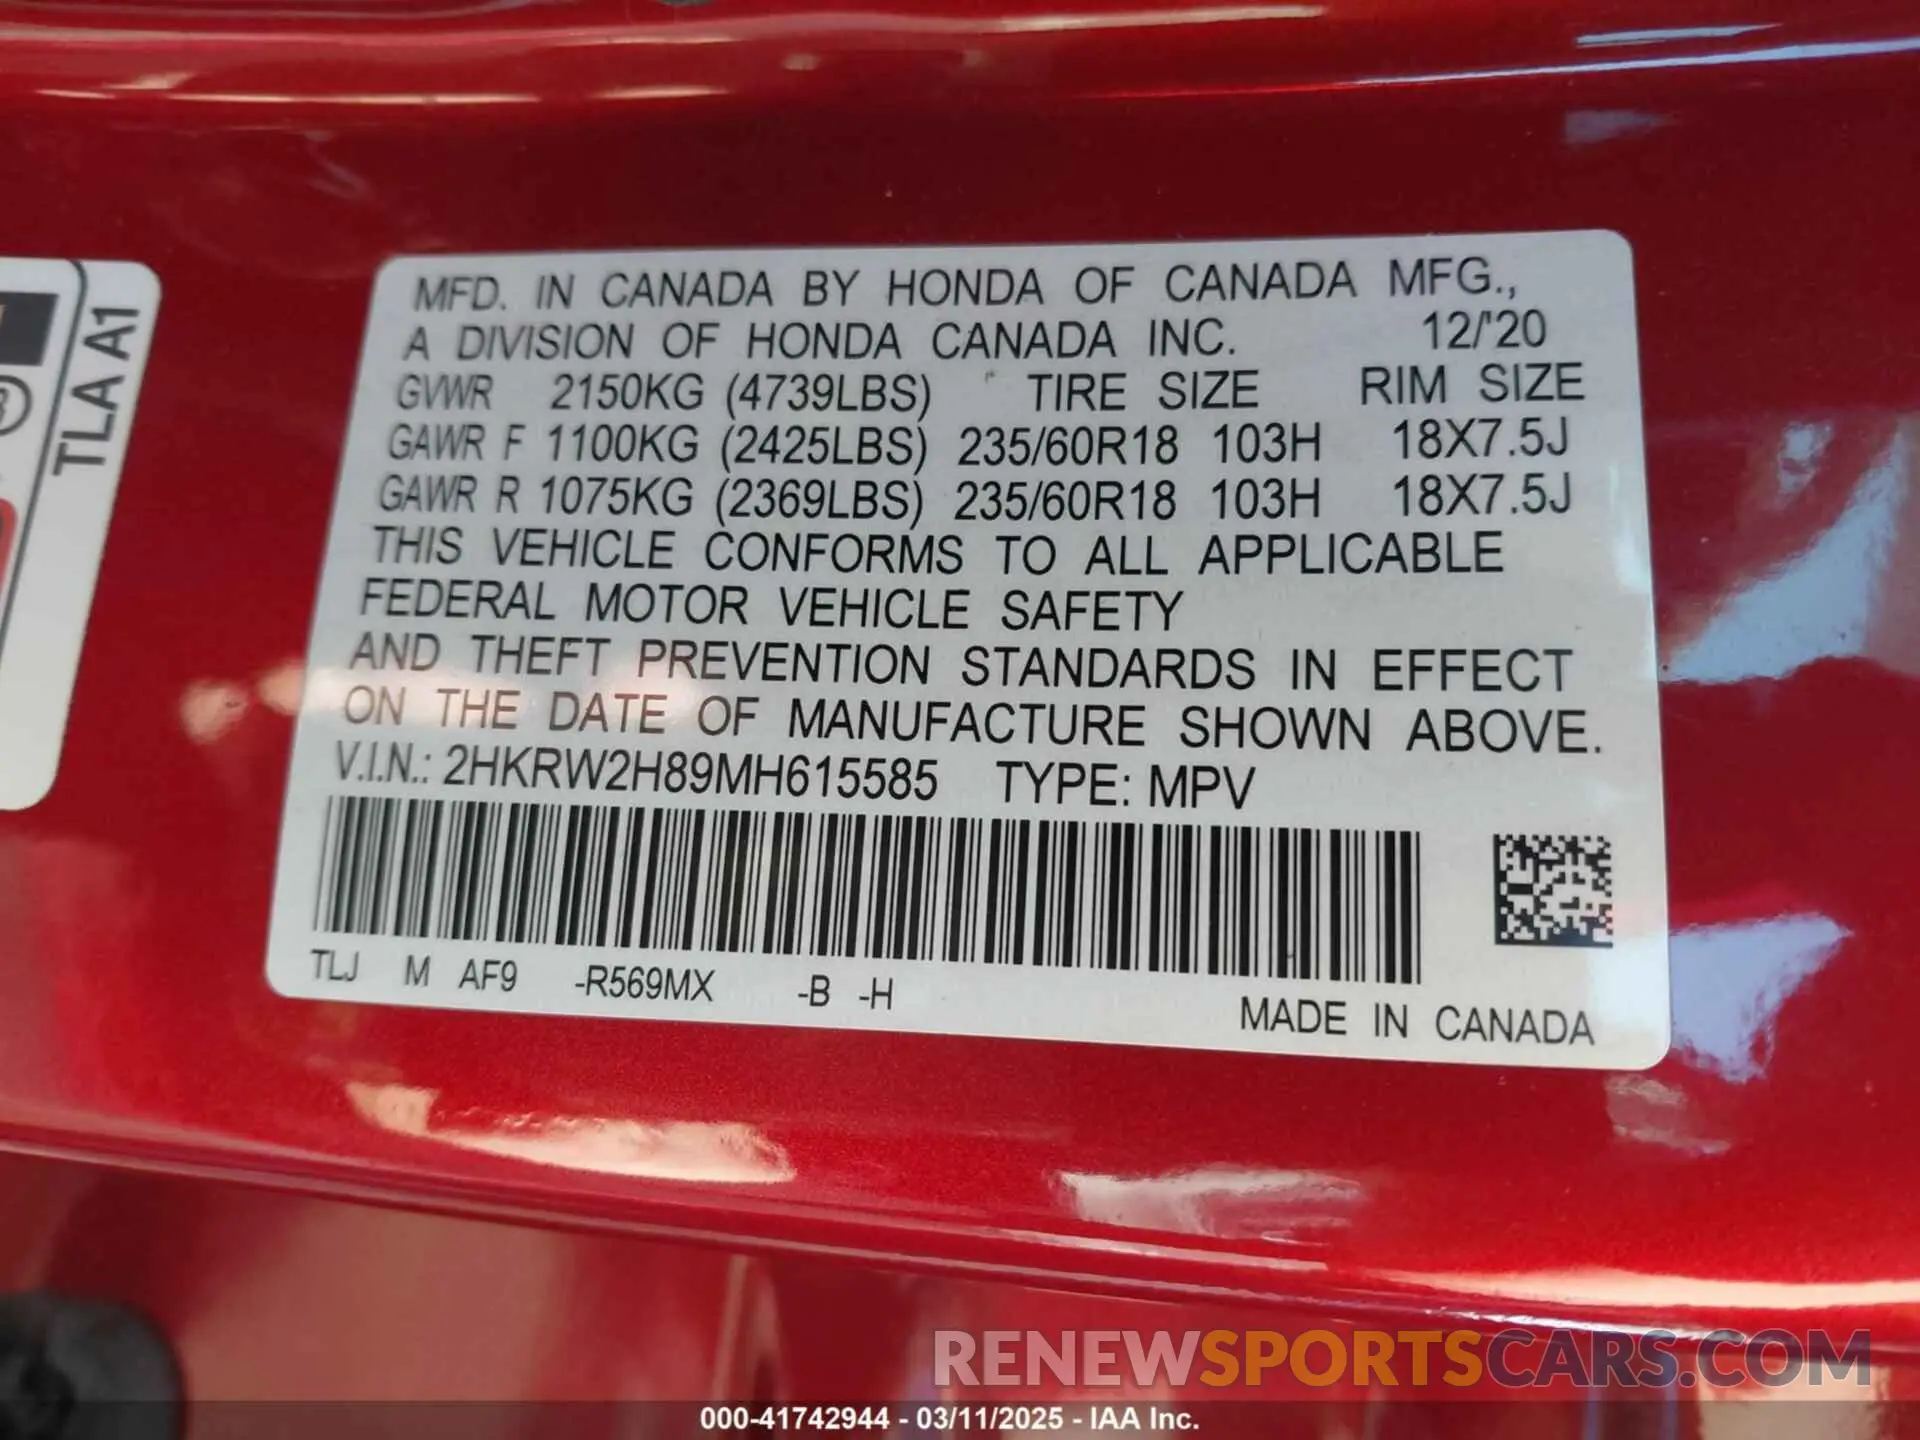 TLA A1
MFD. IN CANADA BY HONDA OF CANADA MFG.,
A DIVISION OF HONDA CANADA INC. 12/'20
GVWR 2150KG (4739LBS) TIRE SIZE RIM SIZE
GAWR F 1100KG (2425LBS) 235/60R18 103H 18X7.5J
GAWR R 1075KG (2369LBS) 235/60R18 103H 18X7.5J
THIS VEHICLE CONFORMS TO ALL APPLICABLE
FEDERAL MOTOR VEHICLE SAFETY
AND THEFT PREVENTION STANDARDS IN EFFECT
ON THE DATE OF MANUFACTURE SHOWN ABOVE.
V.I.N.: 2HKRW2H89MH615585 TYPE: MPV
TLJ M AF9 -R569MX -B -H
MADE IN CANADA
RENEWSPORTSCARS.COM
000-41742944 - 03/11/2025 - IAA Inc.